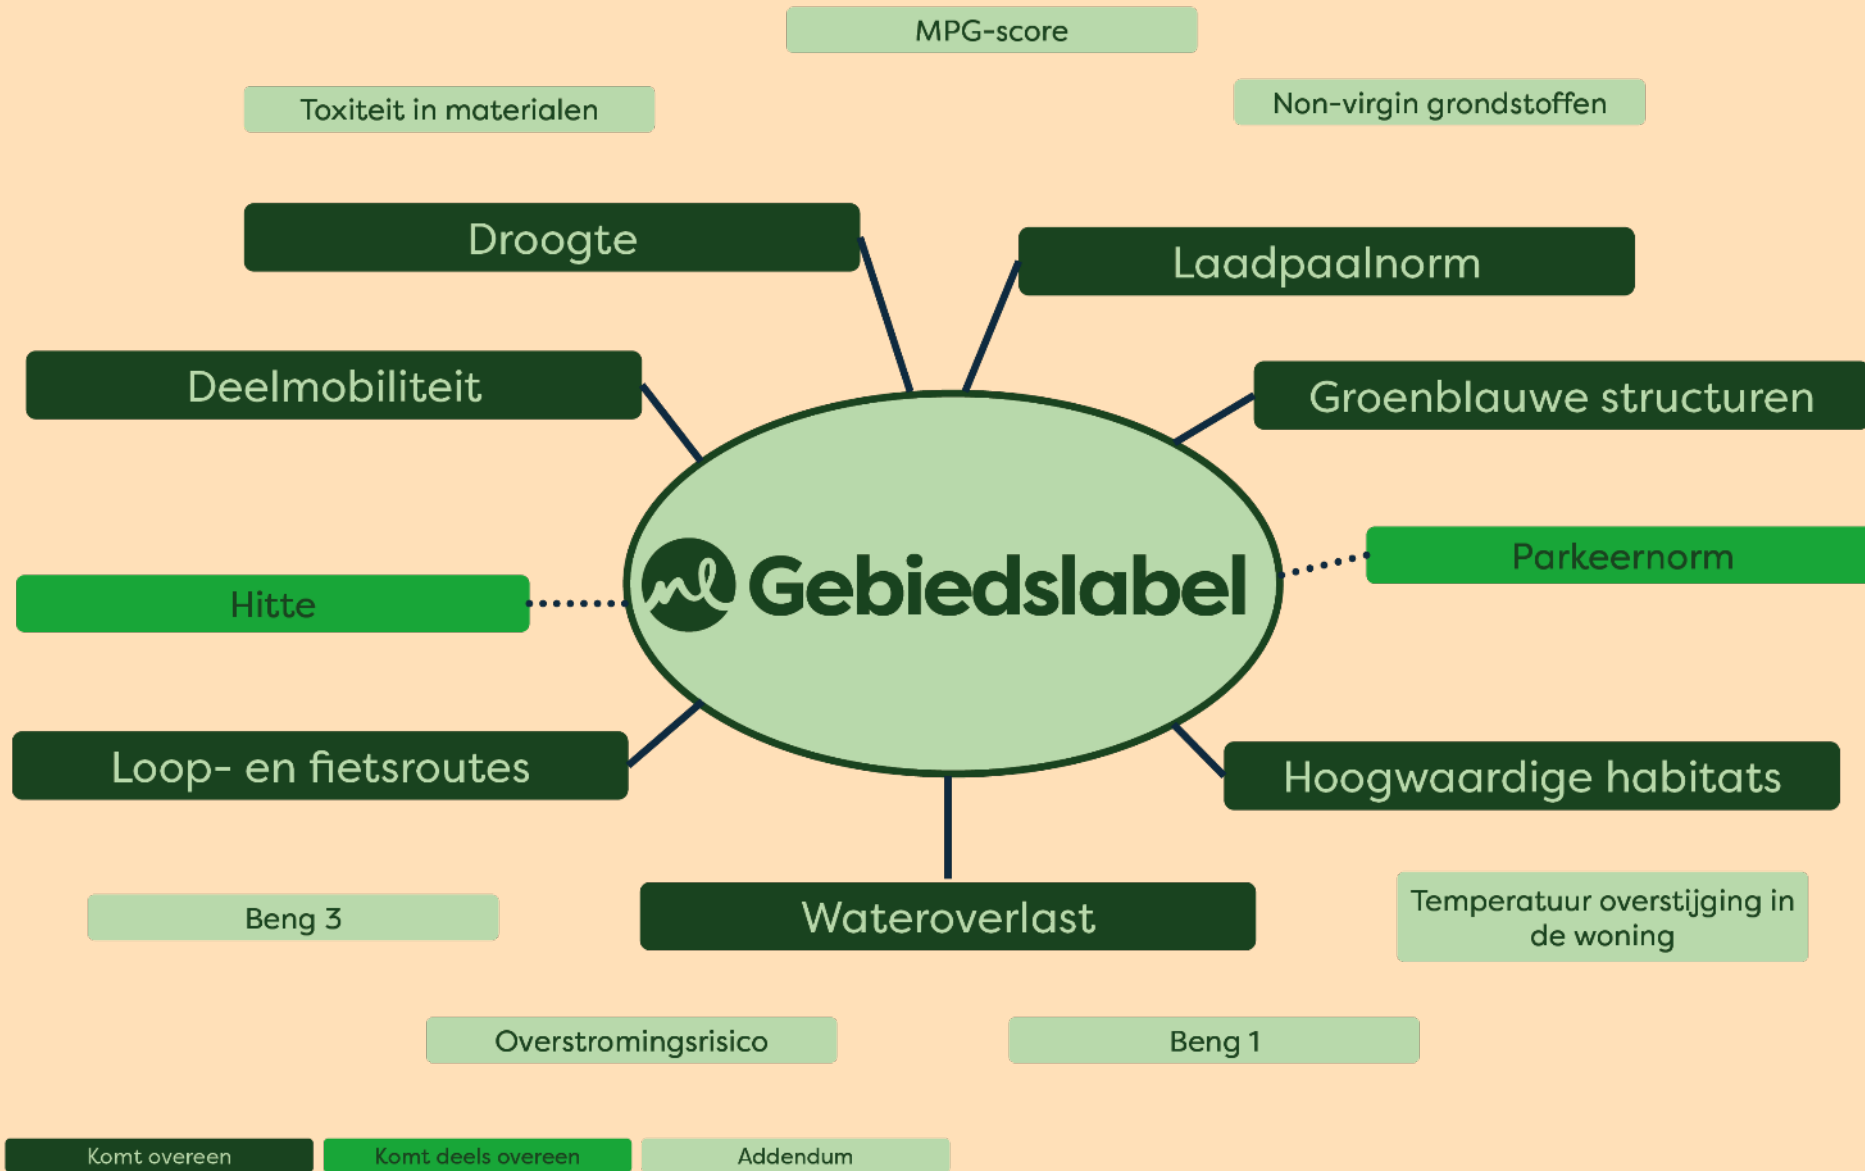 MPG-score
Toxiteit in materialen
Non-virgin grondstoffen
Droogte
Laadpaalnorm
Deelmobiliteit
Groenblauwe structuren
nl Gebiedslabel
Parkeernorm
Hitte
Loop- en fietsroutes
Hoogwaardige habitats
Wateroverlast
Beng 3
Temperatuur overstijging in
de woning
Overstromingsrisico
Beng 1
Komt overeen
Komt deels overeen
Addendum